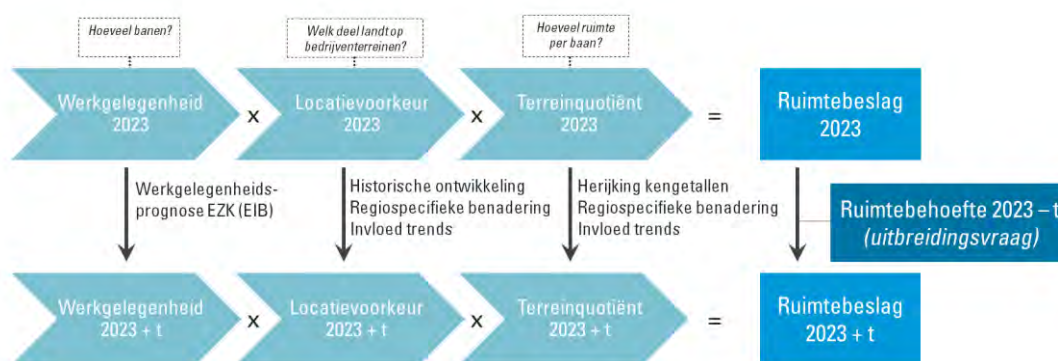 Hoeveel banen?
Welk deel landt op
bedrijventerreinen?
Hoeveel ruimte
per baan?
Werkgelegenheid
2023
x
Locatievoorkeur
2023
x
Terreinquotiënt
2023
=
Ruimtebeslag
2023
Werkgelegenheids-
prognose EZK (EIB)
Historische ontwikkeling
Regiospecifieke benadering
Invloed trends
Herijking kengetallen
Regiospecifieke benadering
Invloed trends
Ruimtebehoefte 2023 – t
(uitbreidingsvraag)
Werkgelegenheid
2023 + t
x
Locatievoorkeur
2023 + t
x
Terreinquotiënt
2023 + t
=
Ruimtebeslag
2023 + t